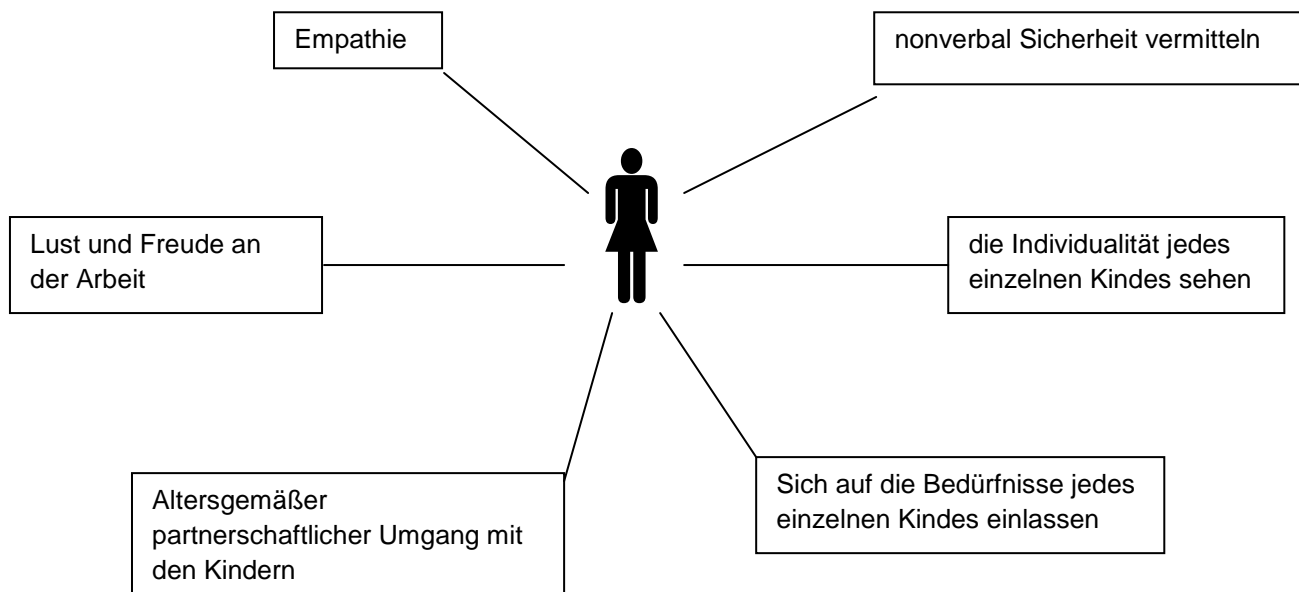 Empathie
nonverbal Sicherheit vermitteln
Lust und Freude an
der Arbeit
die Individualität jedes
einzelnen Kindes sehen
Altersgemäßer
partnerschaftlicher Umgang mit
den Kindern
Sich auf die Bedürfnisse jedes
einzelnen Kindes einlassen